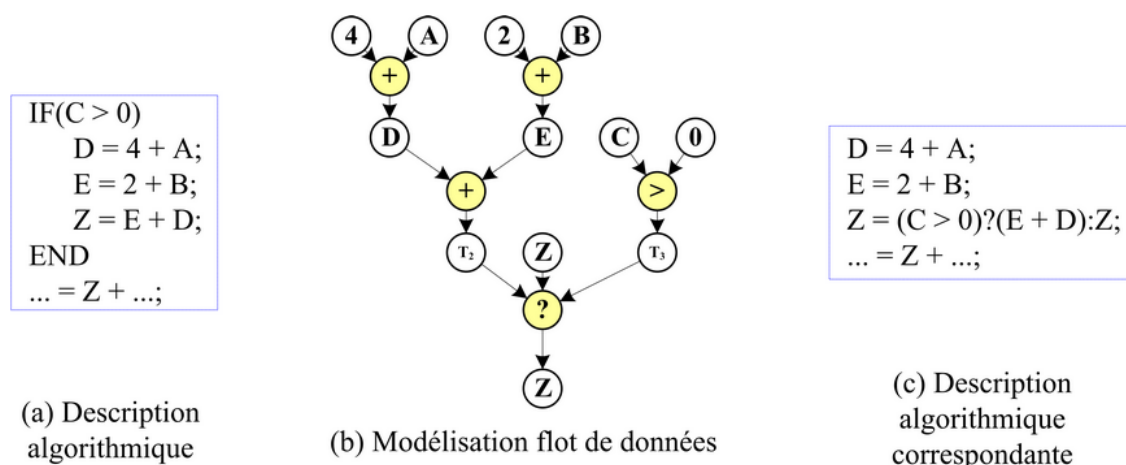 IF(C > 0)
D = 4 + A;
E = 2 + B;
Z = E + D;
END
... = Z + ...;
(a) Description
algorithmique
4 A 2 B
+ +
D E C 0
+ >
T₂ Z T₃
?
Z
(b) Modélisation flot de données
D = 4 + A;
E = 2 + B;
Z = (C > 0)?(E + D):Z;
... = Z + ...;
(c) Description
algorithmique
correspondante